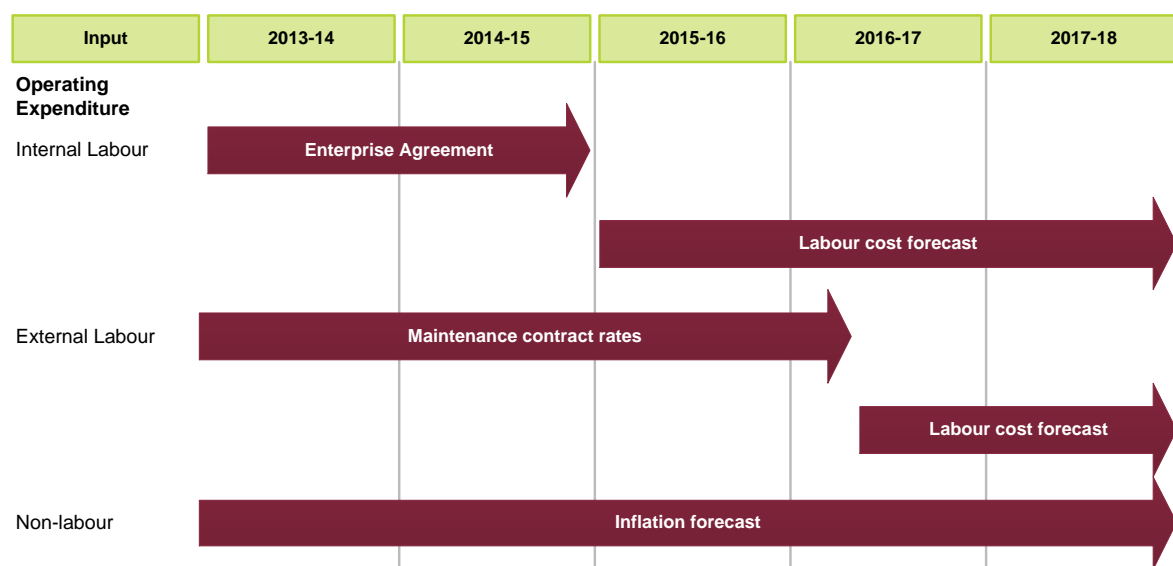 Input 2013-14 2014-15 2015-16 2016-17 2017-18
Operating
Expenditure
Internal Labour Enterprise Agreement
Labour cost forecast
External Labour Maintenance contract rates
Labour cost forecast
Non-labour Inflation forecast